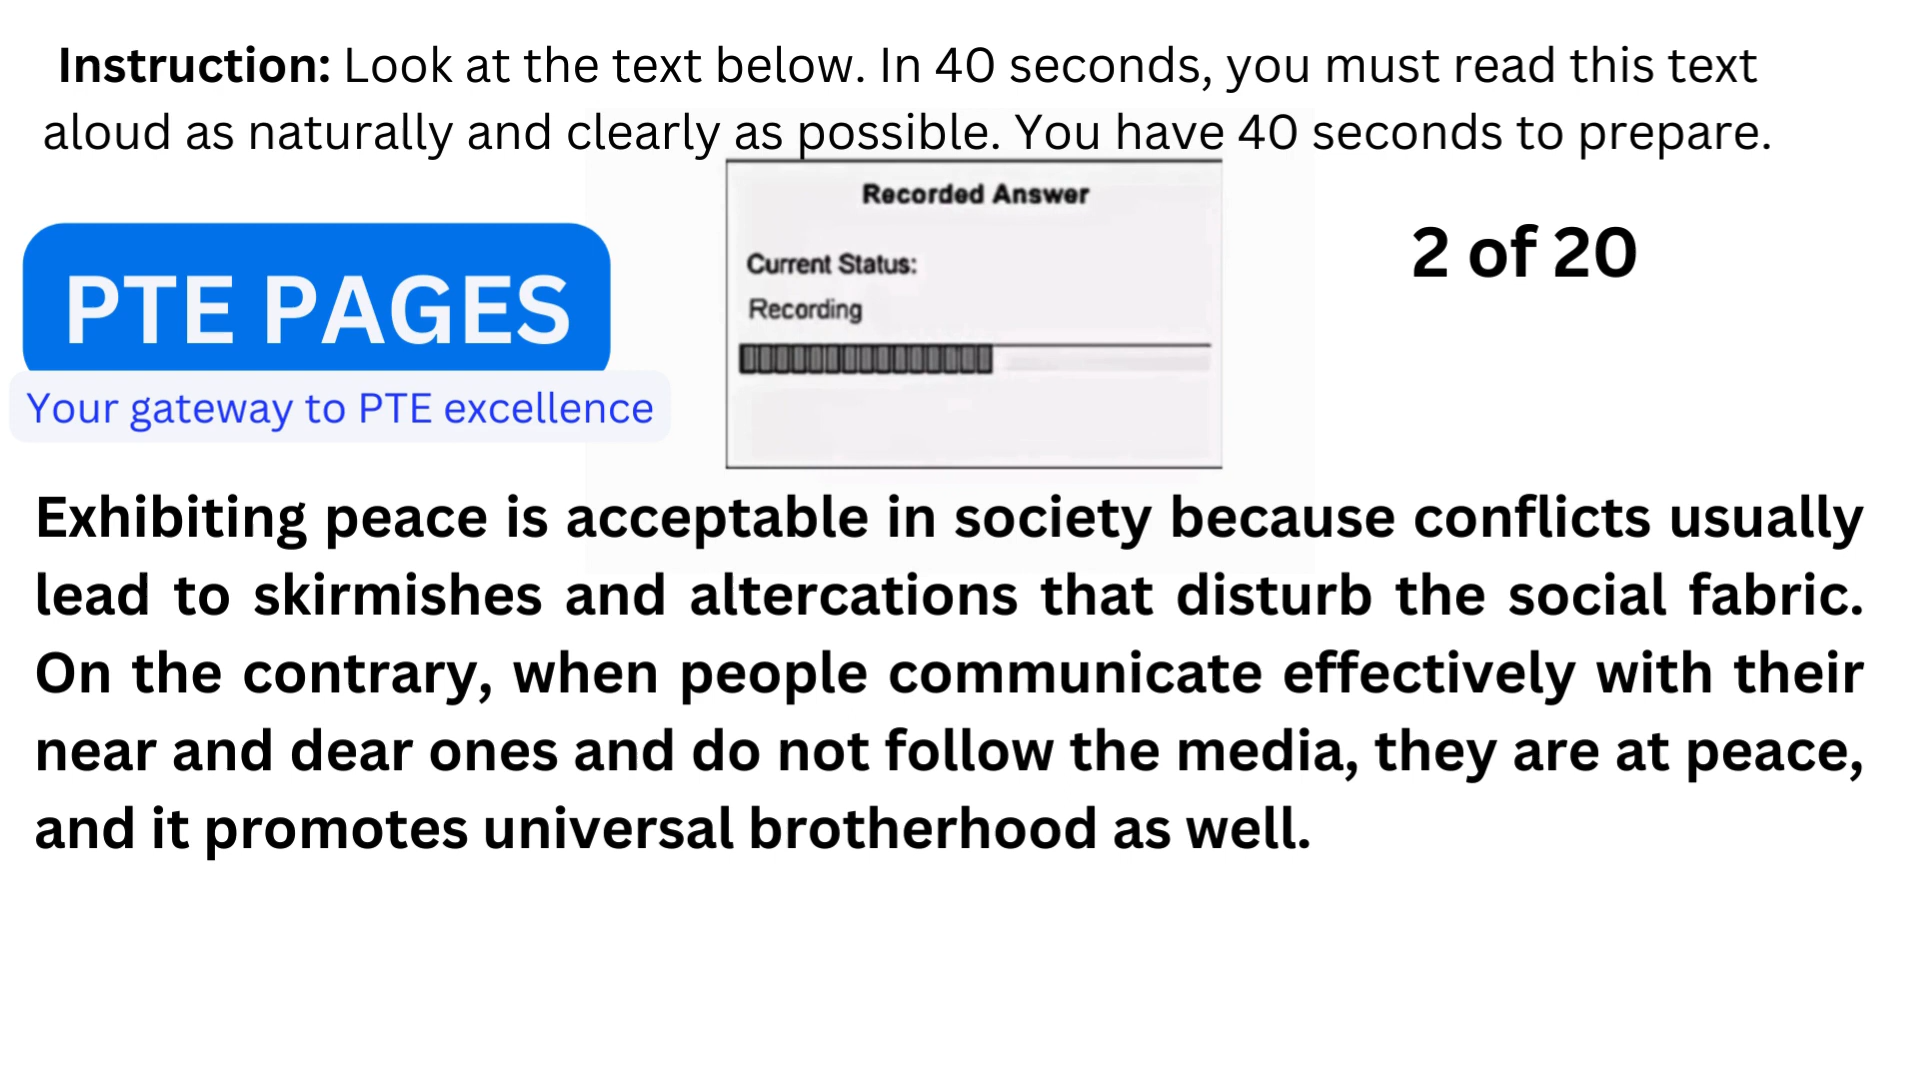 Instruction: Look at the text below. In 40 seconds, you must read this text
aloud as naturally and clearly as possible. You have 40 seconds to prepare.
Recorded Answer
Current Status:
Recording
2 of 20
PTE PAGES
Your gateway to PTE excellence
Exhibiting peace is acceptable in society because conflicts usually
lead to skirmishes and altercations that disturb the social fabric.
On the contrary, when people communicate effectively with their
near and dear ones and do not follow the media, they are at peace,
and it promotes universal brotherhood as well.